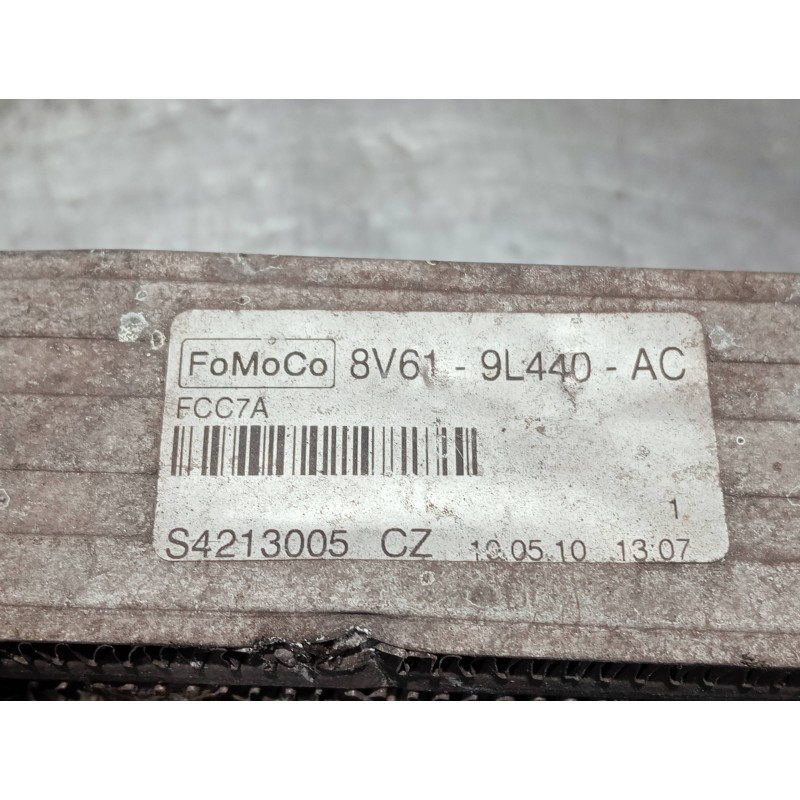 FoMoCo 8V61 - 9L440 - AC
FCC7A
1
S4213005 CZ 10.05.10 13:07